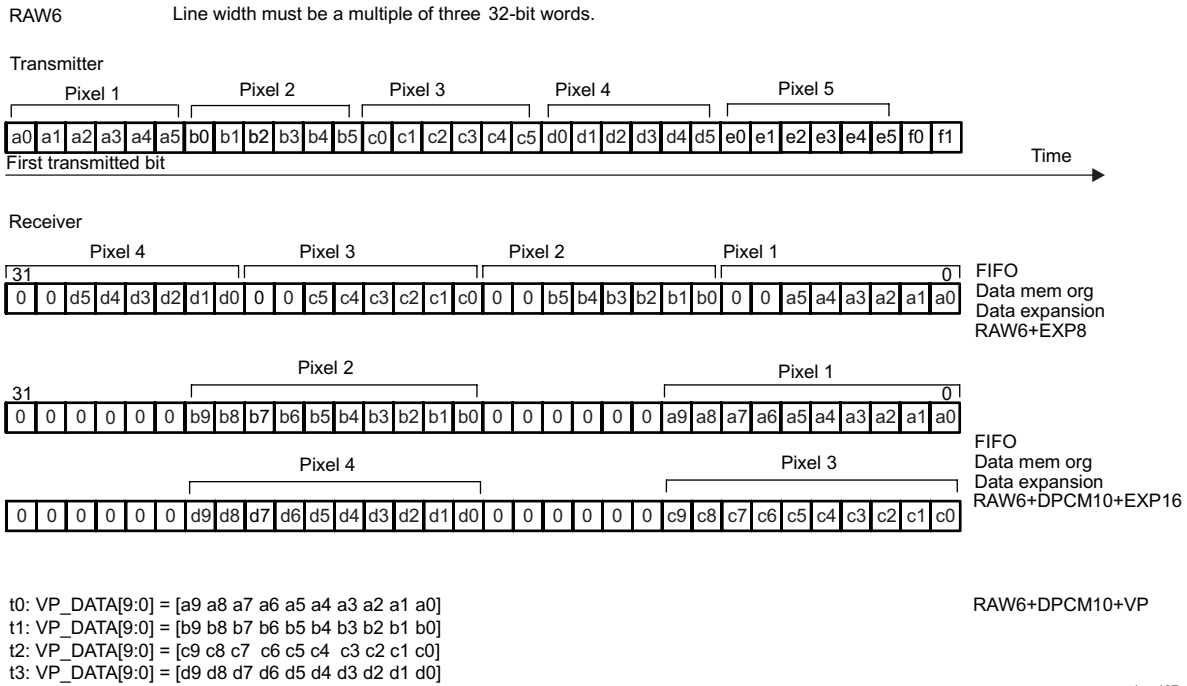 RAW6 Line width must be a multiple of three 32-bit words.
Transmitter
Pixel 1 Pixel 2 Pixel 3 Pixel 4 Pixel 5
a0 a1 a2 a3 a4 a5 b0 b1 b2 b3 b4 b5 c0 c1 c2 c3 c4 c5 d0 d1 d2 d3 d4 d5 e0 e1 e2 e3 e4 e5 f0 f1
First transmitted bit Time
Receiver
Pixel 4 Pixel 3 Pixel 2 Pixel 1
31 0
0 0 d5 d4 d3 d2 d1 d0 0 0 c5 c4 c3 c2 c1 c0 0 0 b5 b4 b3 b2 b1 b0 0 0 a5 a4 a3 a2 a1 a0
FIFO
Data mem org
Data expansion
RAW6+EXP8
Pixel 2 Pixel 1
31 0
0 0 0 0 0 0 b9 b8 b7 b6 b5 b4 b3 b2 b1 b0 0 0 0 0 0 0 a9 a8 a7 a6 a5 a4 a3 a2 a1 a0
Pixel 4 Pixel 3
0 0 0 0 0 0 d9 d8 d7 d6 d5 d4 d3 d2 d1 d0 0 0 0 0 0 0 c9 c8 c7 c6 c5 c4 c3 c2 c1 c0
FIFO
Data mem org
Data expansion
RAW6+DPCM10+EXP16
t0: VP_DATA[9:0] = [a9 a8 a7 a6 a5 a4 a3 a2 a1 a0] RAW6+DPCM10+VP
t1: VP_DATA[9:0] = [b9 b8 b7 b6 b5 b4 b3 b2 b1 b0]
t2: VP_DATA[9:0] = [c9 c8 c7 c6 c5 c4 c3 c2 c1 c0]
t3: VP_DATA[9:0] = [d9 d8 d7 d6 d5 d4 d3 d2 d1 d0]